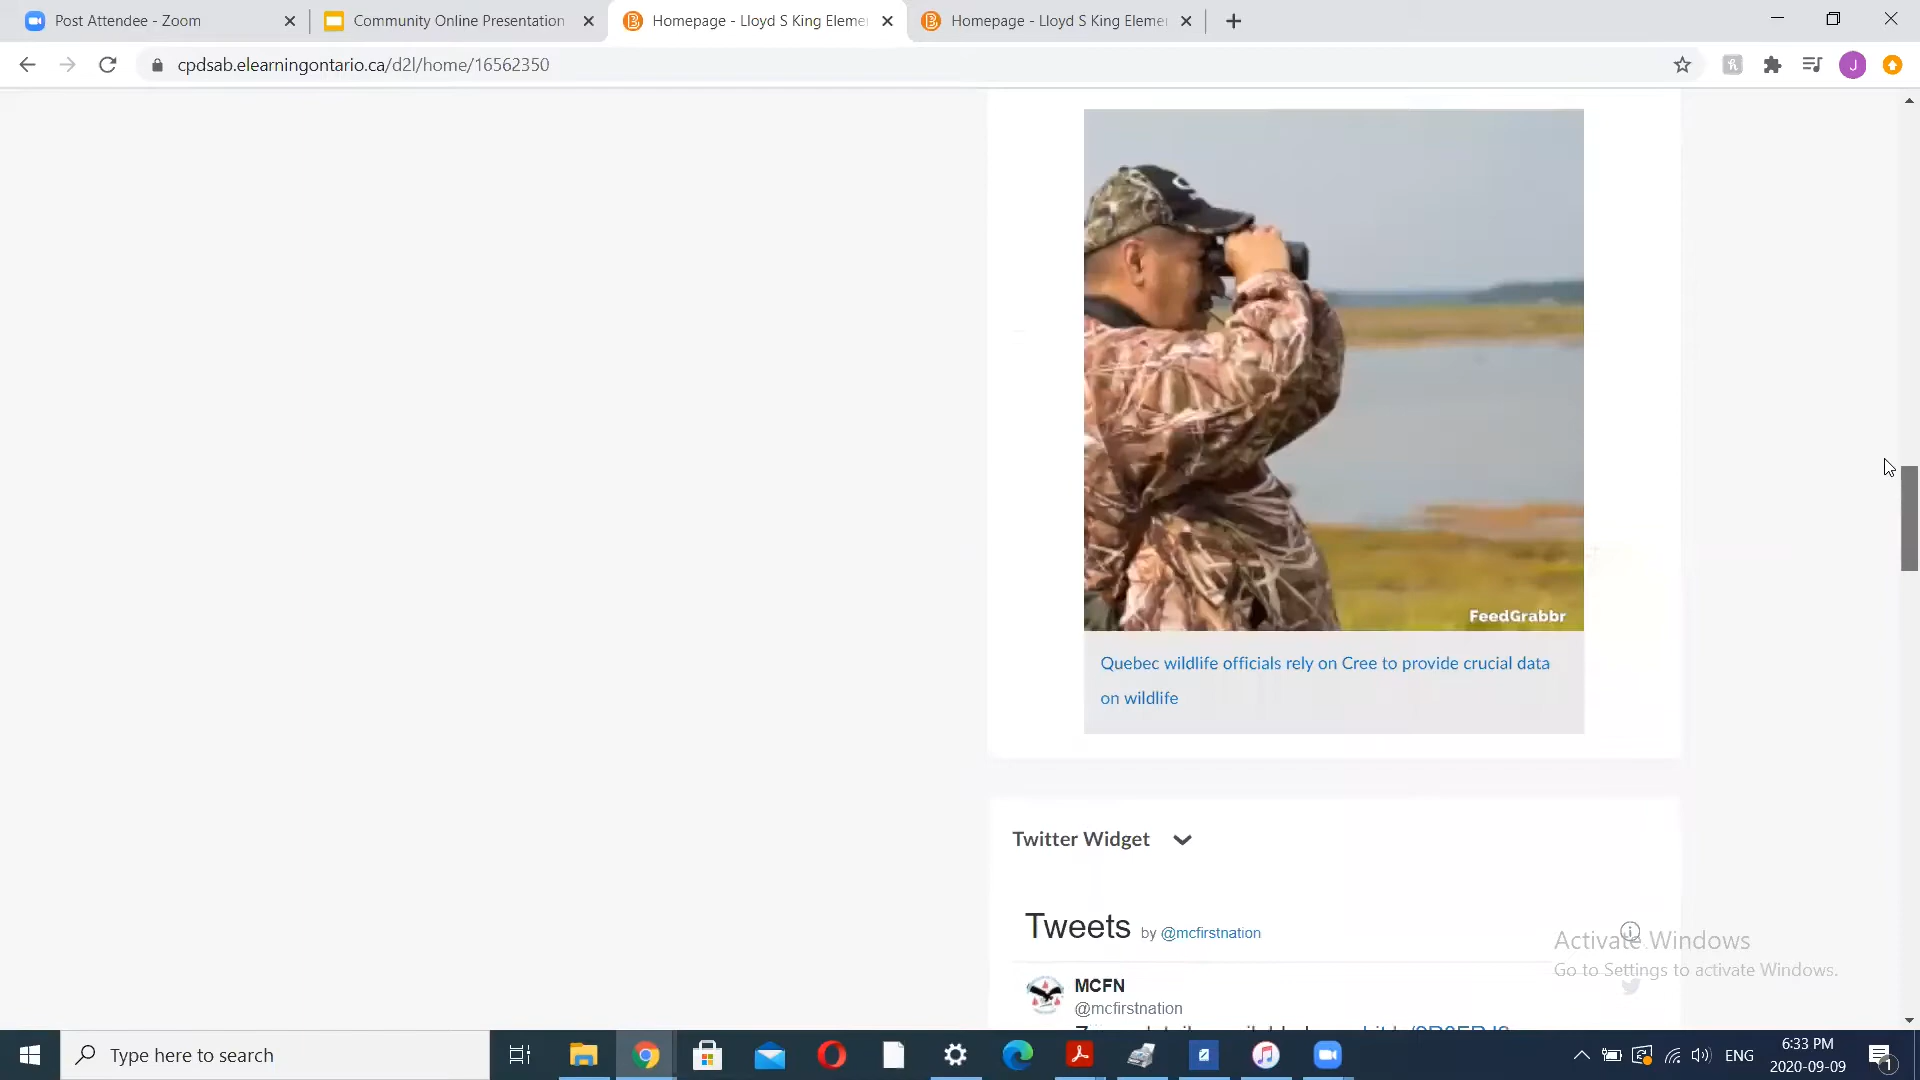 Post Attendee - Zoom
Community Online Presentation
Homepage - Lloyd S King Eleme
Homepage - Lloyd S King Eleme
cpdsab.elearningontario.ca/d2l/home/16562350
J
FeedGrabbr
Quebec wildlife officials rely on Cree to provide crucial data
on wildlife
Twitter Widget
Tweets by @mcfirstnation
MCFN
@mcfirstnation
Activate Windows
Go to Settings to activate Windows.
Type here to search
ENG
6:33 PM
2020-09-09
1